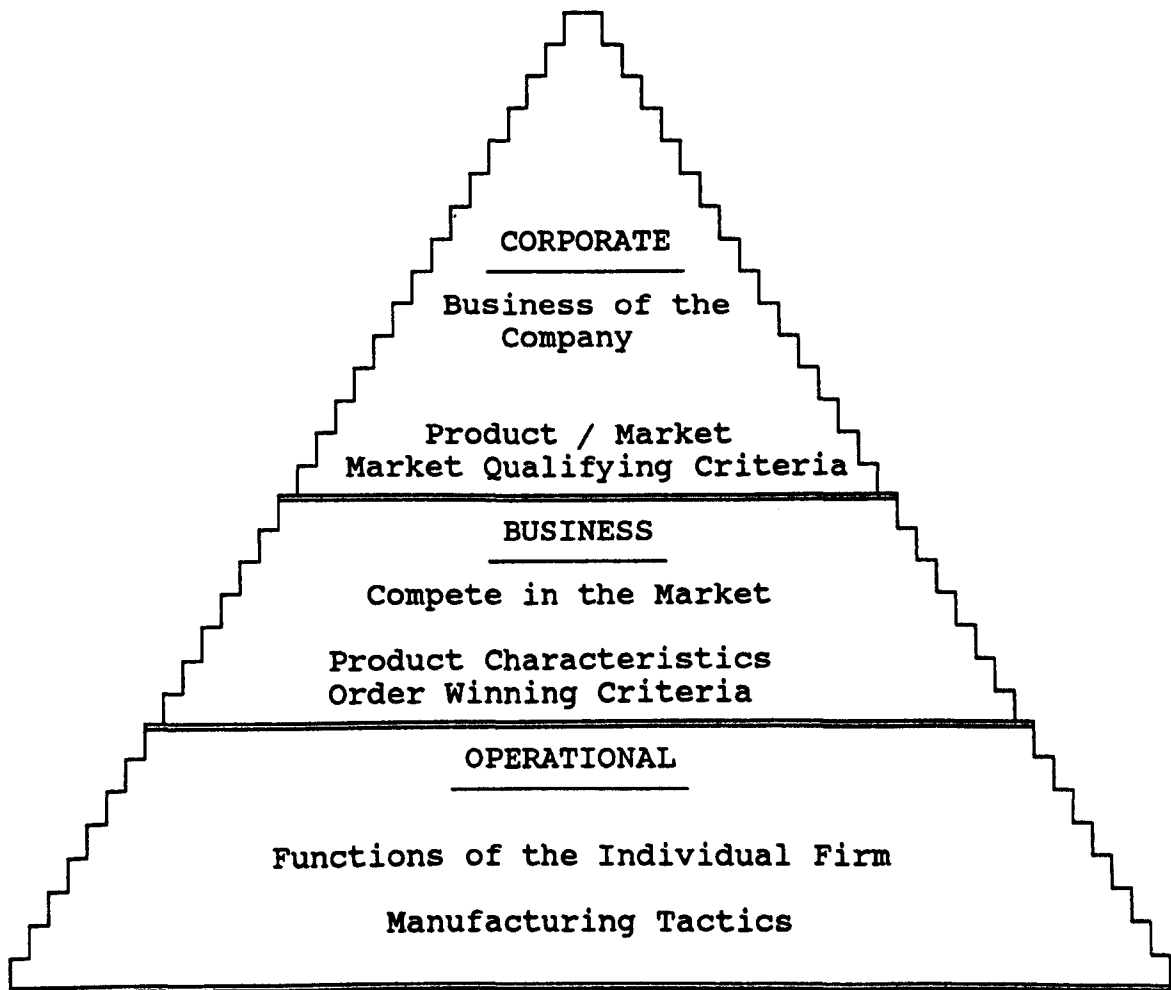 CORPORATE
Business of the
Company
Product / Market
Market Qualifying Criteria
BUSINESS
Compete in the Market
Product Characteristics
Order Winning Criteria
OPERATIONAL
Functions of the Individual Firm
Manufacturing Tactics